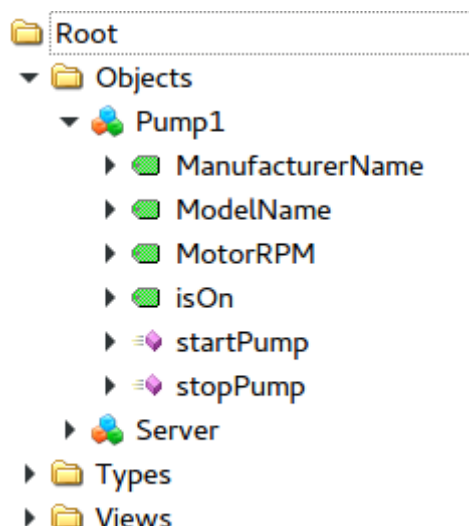 Root
Objects
Pump1
ManufacturerName
ModelName
MotorRPM
isOn
startPump
stopPump
Server
Types
Views